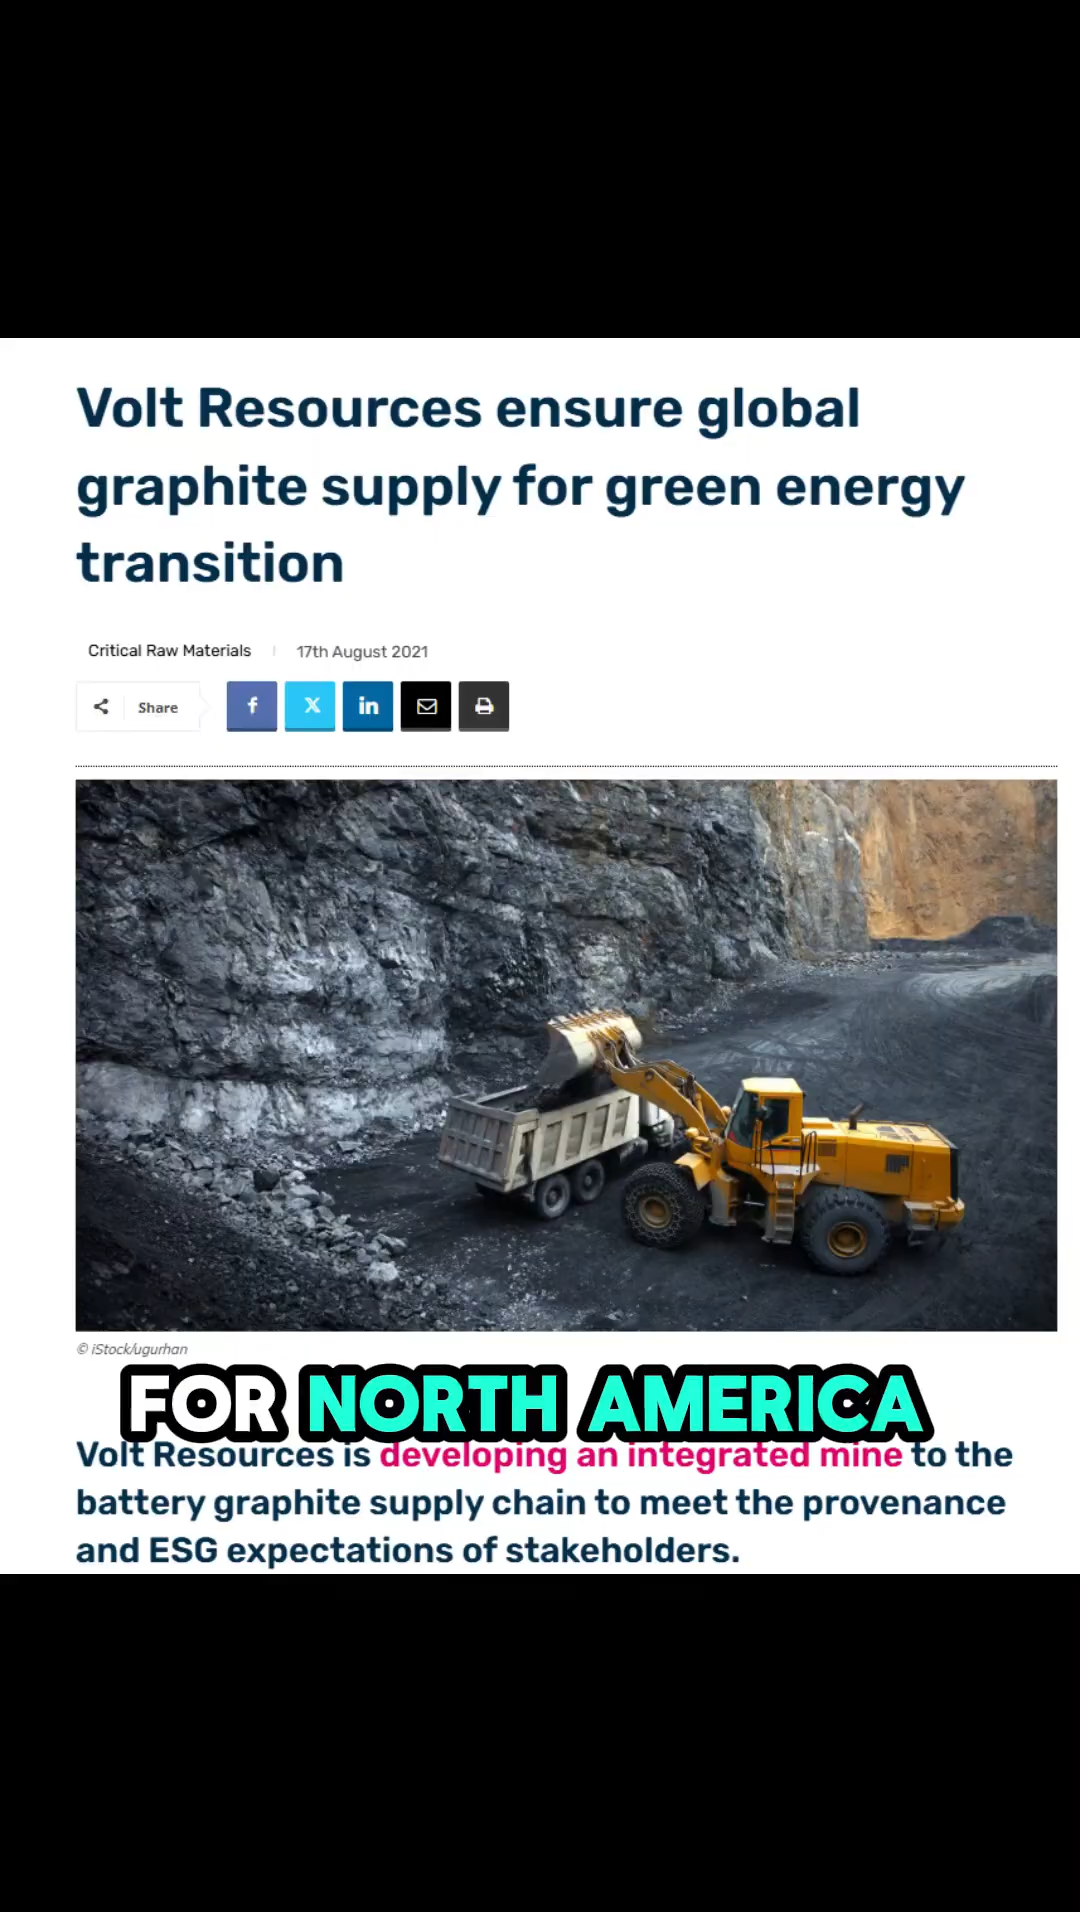 Volt Resources ensure global
graphite supply for green energy
transition
Critical Raw Materials
17th August 2021
Share
© iStock/ugurhan
FOR NORTH AMERICA
Volt Resources is developing an integrated mine to the
battery graphite supply chain to meet the provenance
and ESG expectations of stakeholders.